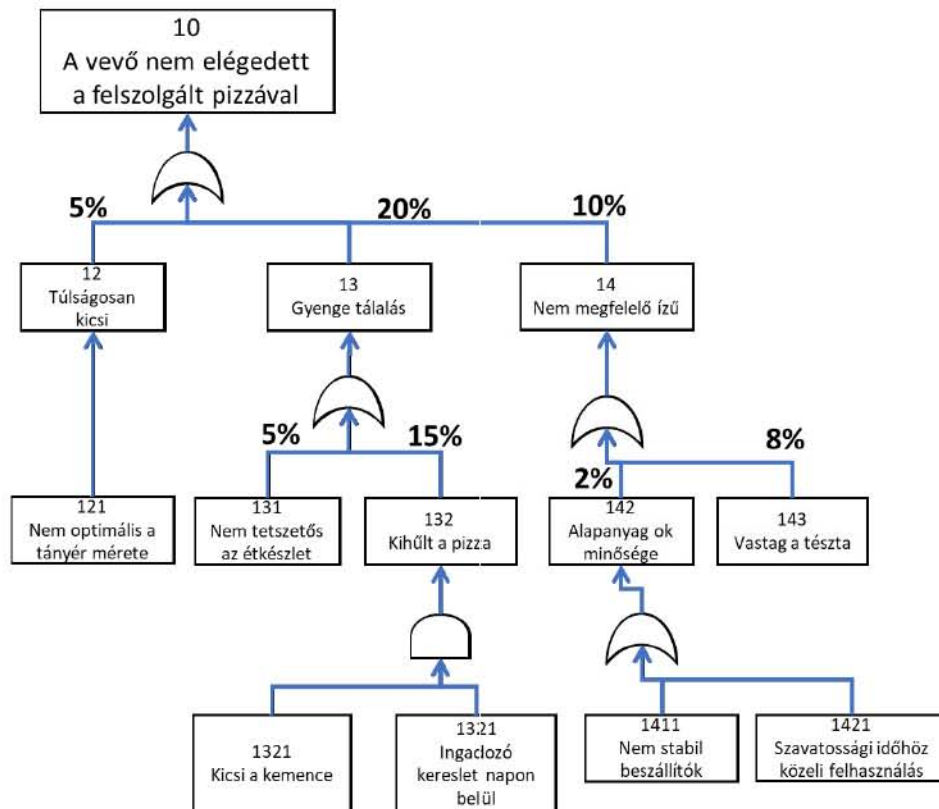 10
A vevő nem elégedett
a felszolgált pizzával
5%
20%
10%
12
Túlságosan
kicsi
13
Gyenge tálalás
14
Nem megfelelő ízű
5%
15%
2%
8%
121
Nem optimális a
tányér mérete
131
Nem tetszetős
az étkészlet
132
Kihűlt a pizza
142
Alapanyag ok
minősége
143
Vastag a tészta
1321
Kicsi a kemence
1321
Ingadozó
kereslet napon
belül
1411
Nem stabil
beszállítók
1421
Szavatossági időhöz
közeli felhasználás